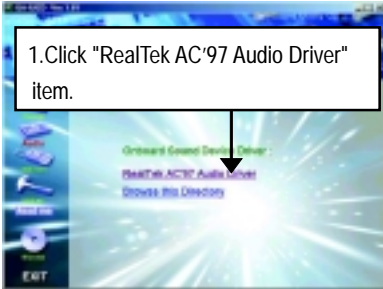 1.Click "RealTek AC'97 Audio Driver"
item.
Audio
Onboard Sound Device Driver :
RealTek AC'97 Audio Driver
Browse this Directory
EXIT